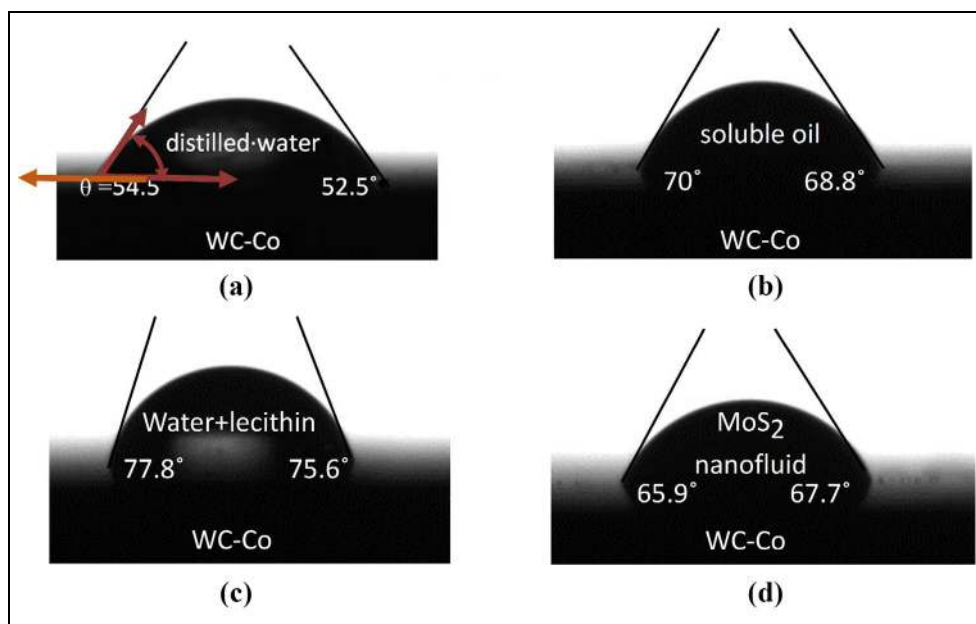 distilled·water
θ =54.5
52.5°
WC-Co
(a)
soluble oil
70°
68.8°
WC-Co
(b)
Water+lecithin
77.8°
75.6°
WC-Co
(c)
MoS₂
nanofluid
65.9°
67.7°
WC-Co
(d)